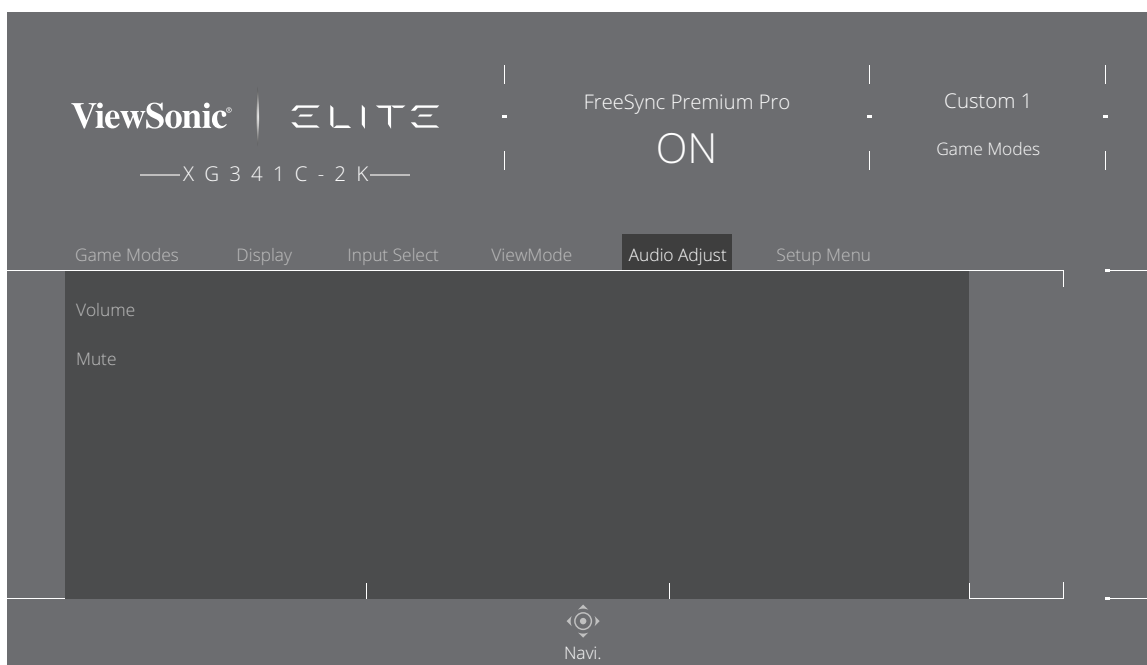 ViewSonic® ELITE
XG341C-2K
FreeSync Premium Pro
ON
Custom 1
Game Modes
Game Modes Display Input Select ViewMode Audio Adjust Setup Menu
Volume
Mute
Navi.